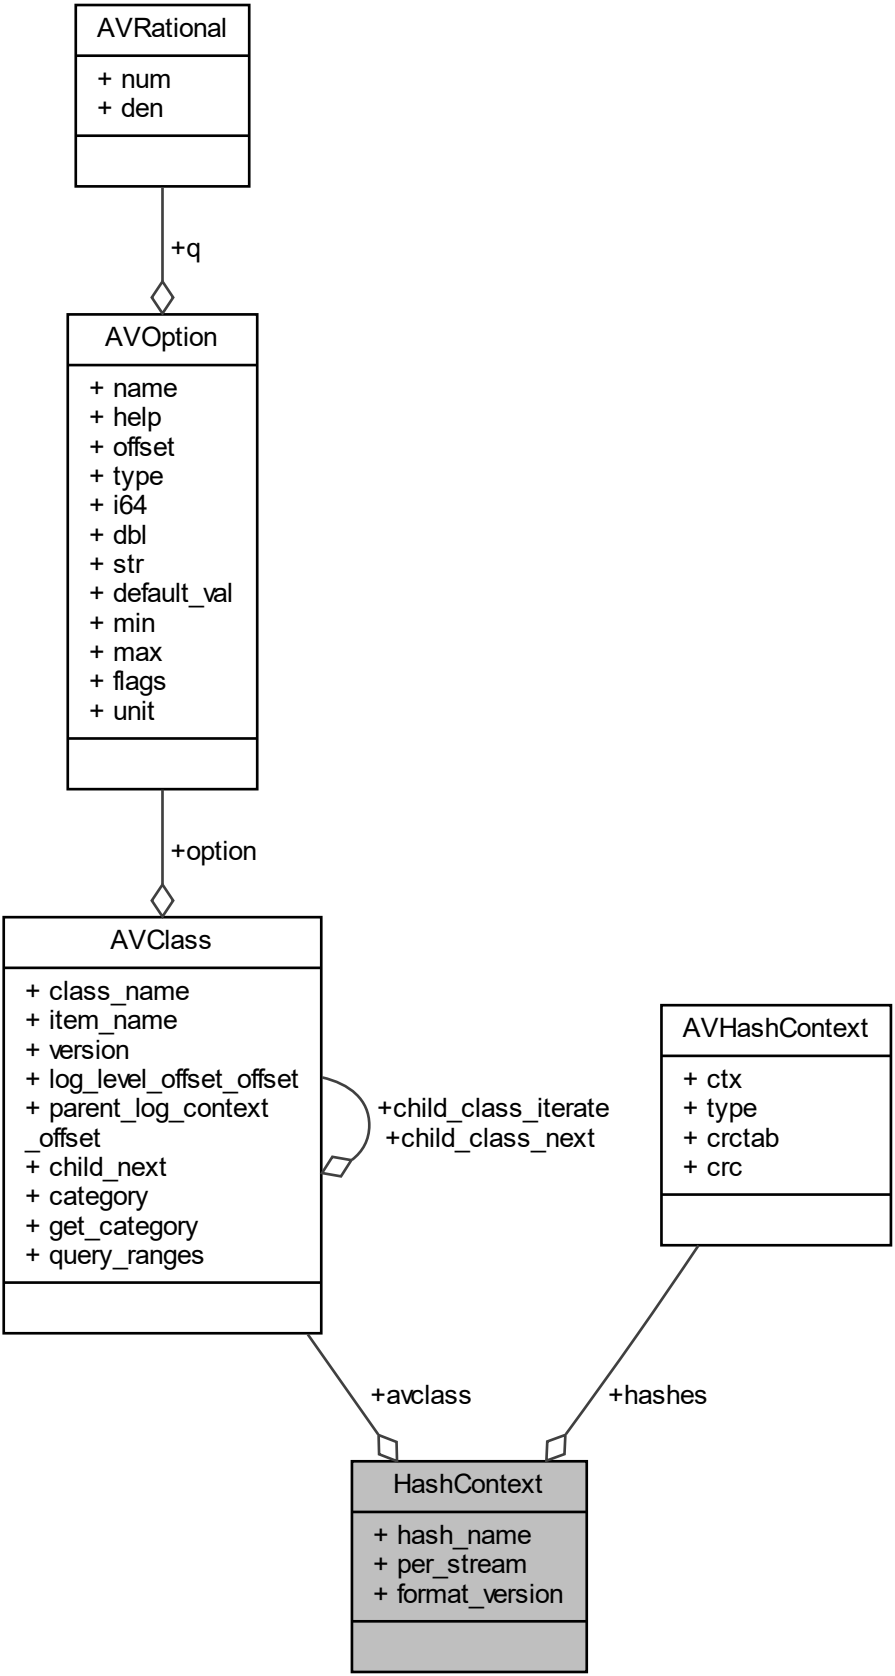 AVRational
+ num
+ den
+q
AVOption
+ name
+ help
+ offset
+ type
+ i64
+ dbl
+ str
+ default_val
+ min
+ max
+ flags
+ unit
+option
AVClass
+ class_name
+ item_name
+ version
+ log_level_offset_offset
+ parent_log_context
_offset
+ child_next
+ category
+ get_category
+ query_ranges
+child_class_iterate
+child_class_next
AVHashContext
+ ctx
+ type
+ crctab
+ crc
+avclass
+hashes
HashContext
+ hash_name
+ per_stream
+ format_version